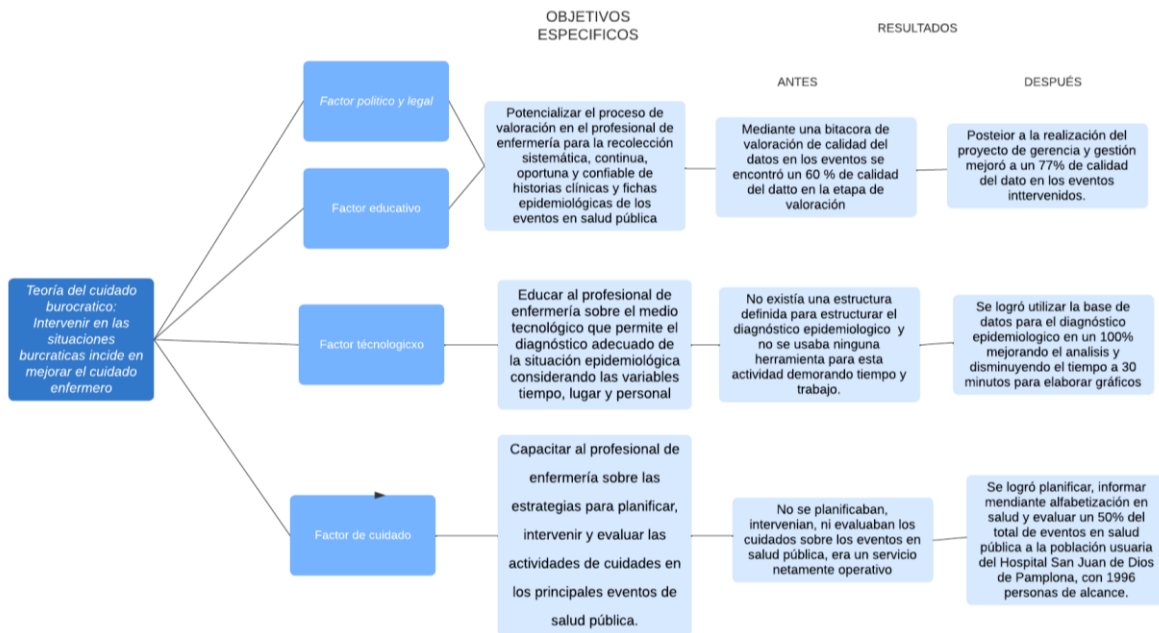 OBJETIVOS
ESPECIFICOS
RESULTADOS
ANTES
DESPUÉS
Factor politico y legal
Factor educativo
Potencializar el proceso de
valoración en el profesional de
enfermería para la recolección
sistemática, continua,
oportuna y confiable de
historias clínicas y fichas
epidemiológicas de los
eventos en salud pública
Mediante una bitacora de
valoración de calidad del
datos en los eventos se
encontró un 60 % de calidad
del datto en la etapa de
valoración
Posteior a la realización del
proyecto de gerencia y gestión
mejoró a un 77% de calidad
del dato en los eventos
inttervenidos.
Teoría del cuidado
burocratico:
Intervenir en las
situaciones
burcraticas incide en
mejorar el cuidado
enfermero
Factor técnologicxo
Educar al profesional de
enfermería sobre el medio
tecnológico que permite el
diagnóstico adecuado de
la situación epidemiológica
considerando las variables
tiempo, lugar y personal
No existía una estructura
definida para estructurar el
diagnóstico epidemiologico y
no se usaba ninguna
herramienta para esta
actividad demorando tiempo y
trabajo.
Se logró utilizar la base de
datos para el diagnóstico
epidemiologico en un 100%
mejorando el analisis y
disminuyendo el tiempo a 30
minutos para elaborar gráficos
Factor de cuidado
Capacitar al profesional de
enfermería sobre las
estrategias para planificar,
intervenir y evaluar las
actividades de cuidades en
los principales eventos de
salud pública.
No se planificaban,
intervenian, ni evaluaban los
cuidados sobre los eventos en
salud pública, era un servicio
netamente operativo
Se logró planificar, informar
mendiante alfabetización en
salud y evaluar un 50% del
total de eventos en salud
pública a la población usuaria
del Hospital San Juan de Dios
de Pamplona, con 1996
personas de alcance.